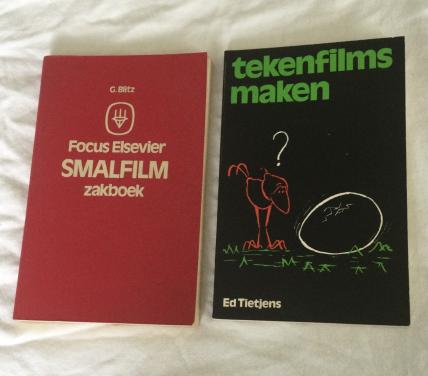 G. Blitz
Focus Elsevier
SMALFILM
zakboek
tekenfilms
maken
?
Ed Tietjens